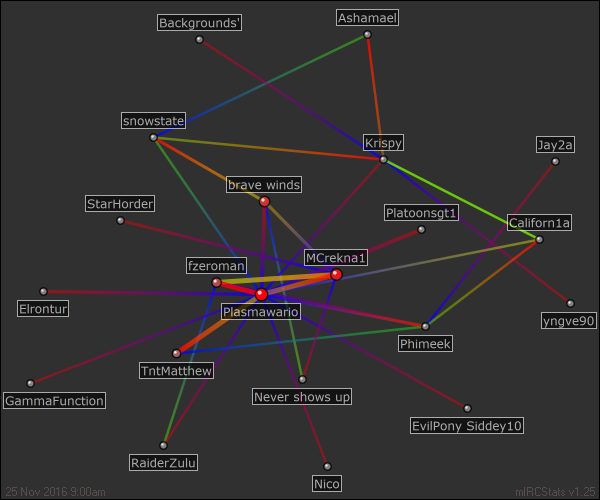 Ashamael
Backgrounds'
snowstate
Krispy
Jay2a
brave winds
StarHorder
Platoonsgt1
Californ1a
MCrekna1
fzeroman
Elrontur
Plasmawario
yngve90
Phimeek
TntMatthew
GammaFunction
Never shows up
EvilPony Siddey10
RaiderZulu
Nico
25 Nov 2016 9:00am
mIRCStats v1.25